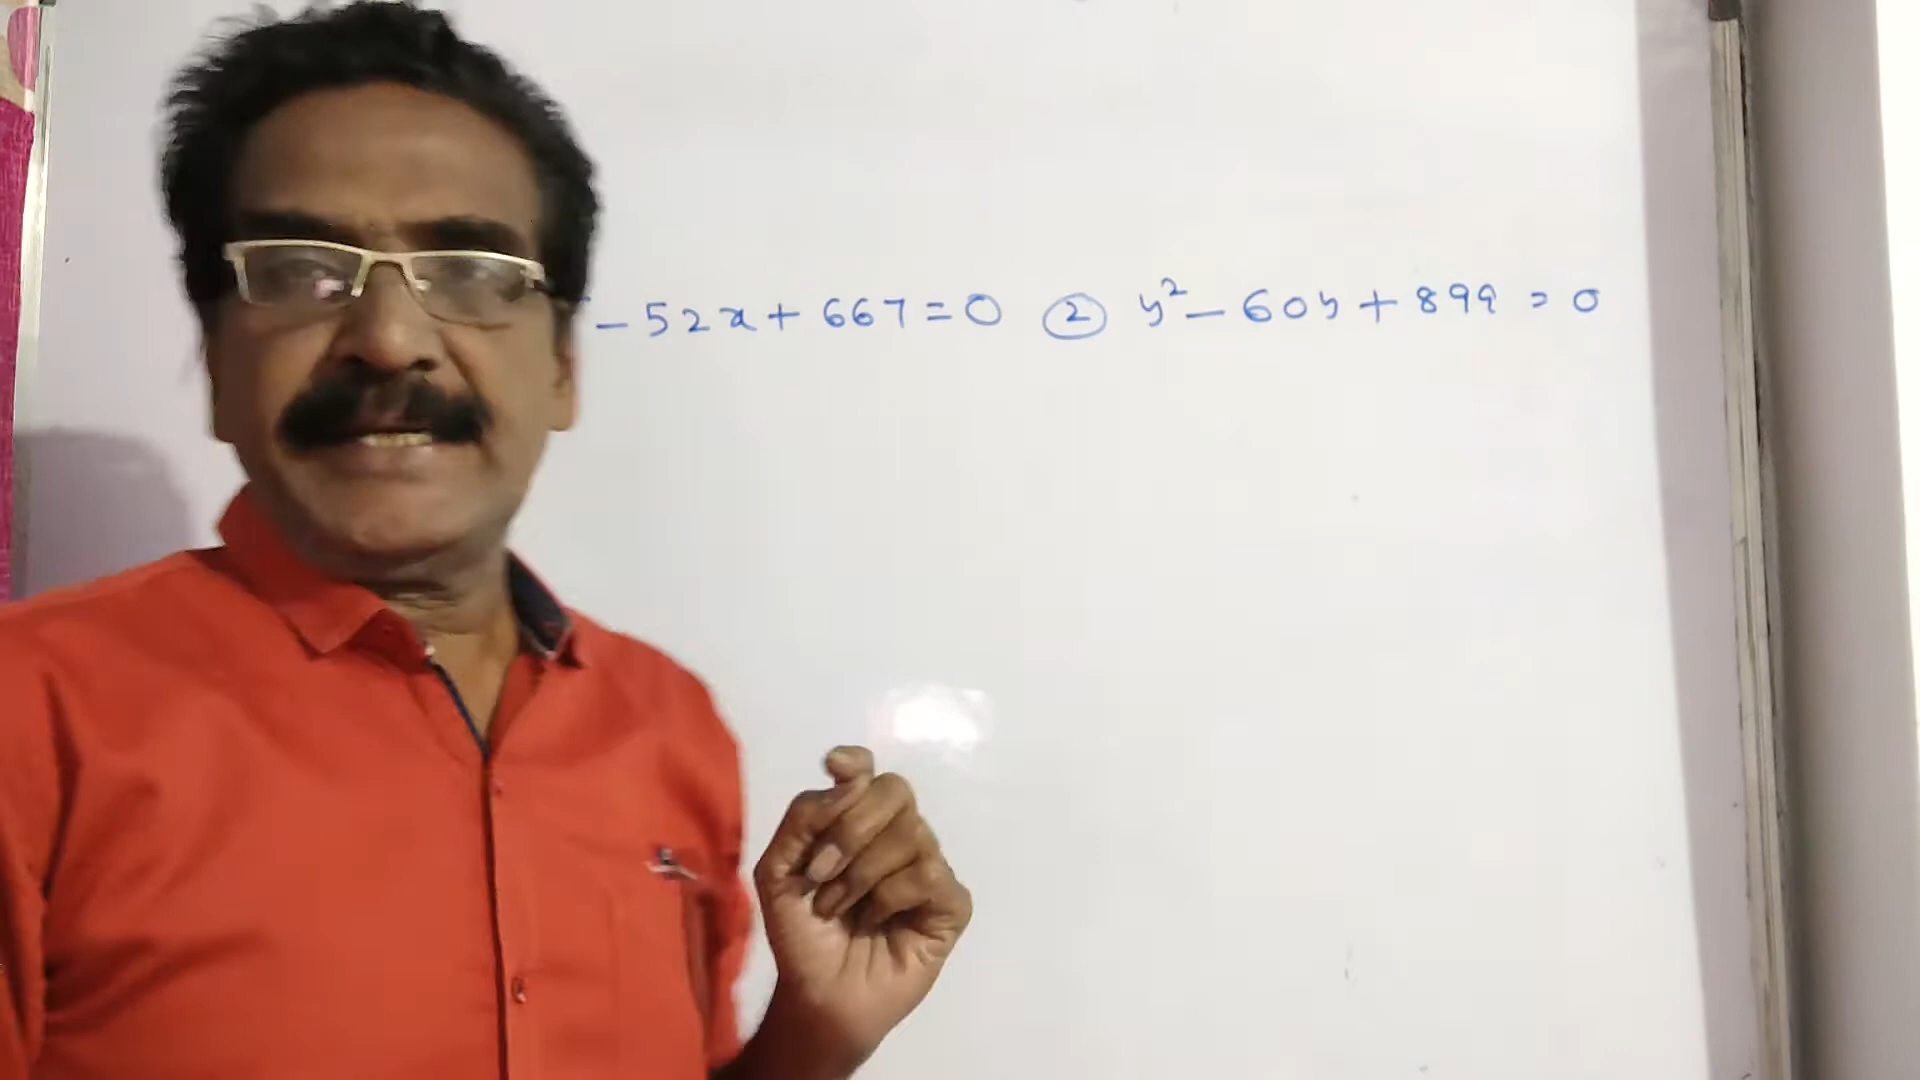 - 52x + 667 = 0 ② y² - 60y + 899 = 0